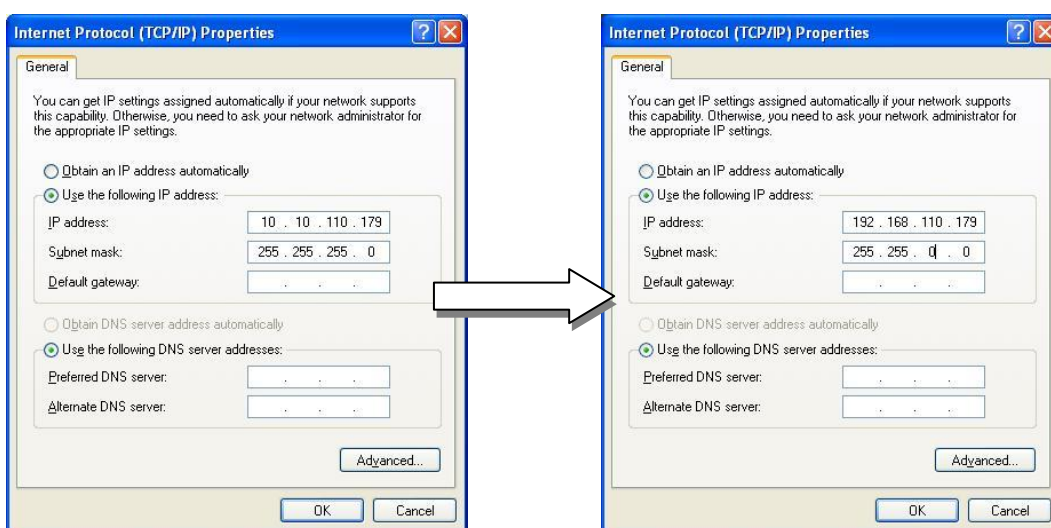 Internet Protocol (TCP/IP) Properties
General
You can get IP settings assigned automatically if your network supports
this capability. Otherwise, you need to ask your network administrator for
the appropriate IP settings.
Obtain an IP address automatically
Use the following IP address:
IP address: 10 . 10 . 110 . 179
Subnet mask: 255 . 255 . 255 . 0
Default gateway: . . .
Obtain DNS server address automatically
Use the following DNS server addresses:
Preferred DNS server: . . .
Alternate DNS server: . . .
Advanced...
OK Cancel
Internet Protocol (TCP/IP) Properties
General
You can get IP settings assigned automatically if your network supports
this capability. Otherwise, you need to ask your network administrator for
the appropriate IP settings.
Obtain an IP address automatically
Use the following IP address:
IP address: 192 . 168 . 110 . 179
Subnet mask: 255 . 255 . 0 . 0
Default gateway: . . .
Obtain DNS server address automatically
Use the following DNS server addresses:
Preferred DNS server: . . .
Alternate DNS server: . . .
Advanced...
OK Cancel